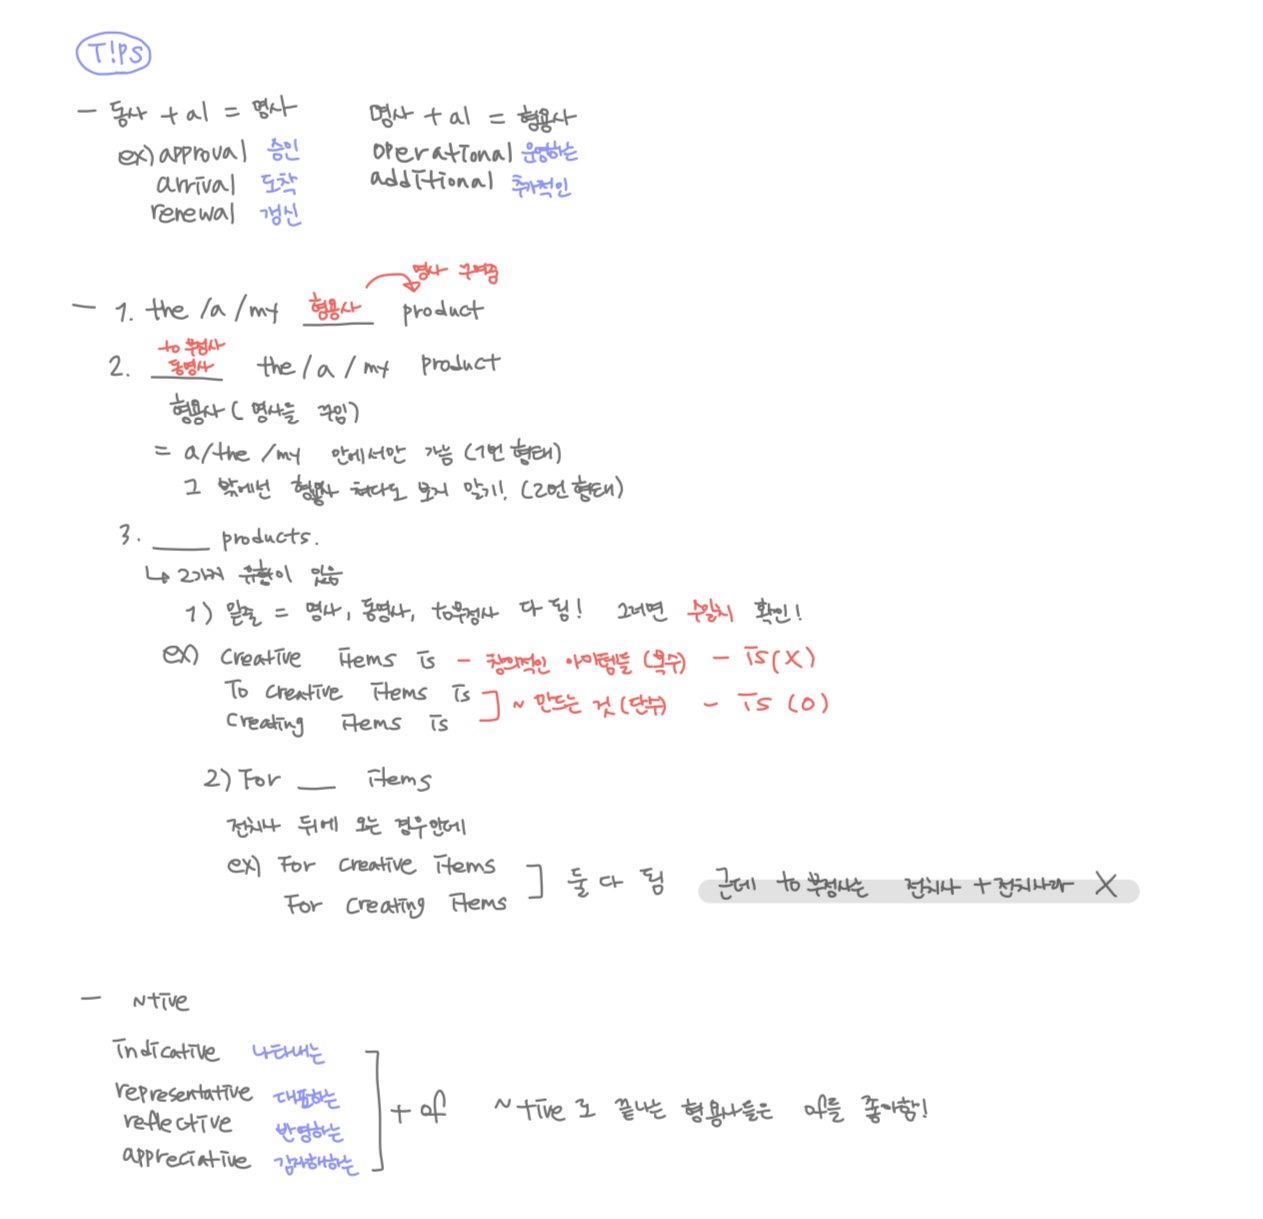 T!PS
— 동사 + al = 명사
ex) approval 승인
arrival 도착
renewal 갱신
명사 + al = 형용사
operational 운영하는
additional 추가적인
명사 꾸며줌
— 1. the /a /my 형용사 product
to 부정사
동명사
2. ____ the / a / my product
형용사 ( 명사를 꾸밈 )
= a/the /my 안에서만 가능 (1번 형태)
그 밖에선 형용사 쳐다도 보지 말기! (2번 형태)
3. ____ products.
↳ 2가지 유형이 있음
1) 앞줄 = 명사, 동명사, to부정사 다 됨! 그러면 수일치 확인!
ex) Creative items is - 창의적인 아이템들 (복수) - is (X)
To creative items is
Creating items is
] ~ 만드는 것 (단수) - is (O)
2) For ___ items
전치사 뒤에 오는 경우인데
ex) For creative items
For creating items
] 둘 다 됨 근데 to 부정사는 전치사 + 전치사라 X
— ~tive
indicative 나타내는
representative 대표하는
reflective 반영하는
appreciative 감사해하는
] + of ~tive로 끝나는 형용사들은 of를 좋아함!